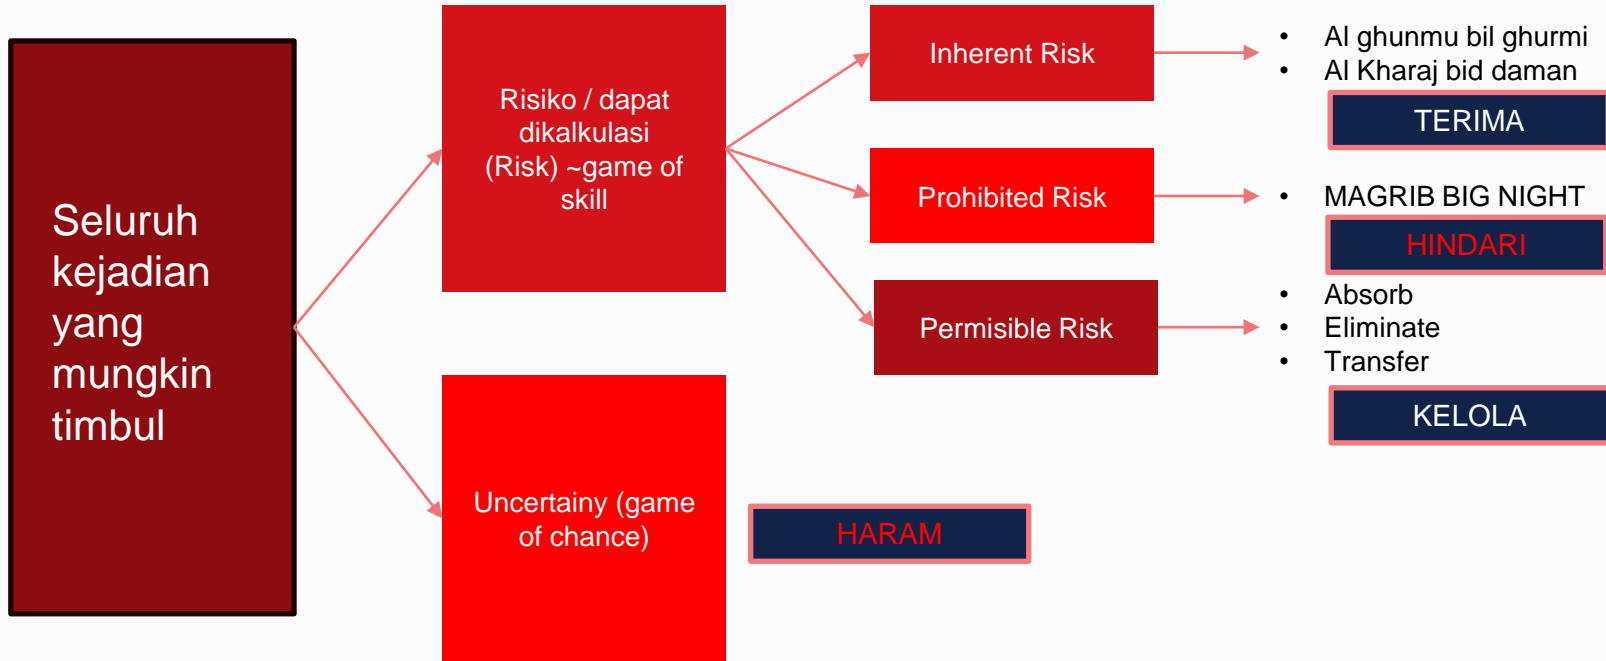 Seluruh
kejadian
yang
mungkin
timbul
Risiko / dapat
dikalkulasi
(Risk) ~game of
skill
Uncertainy (game
of chance)
HARAM
Inherent Risk
• Al ghunmu bil ghurmi
• Al Kharaj bid daman
TERIMA
Prohibited Risk
• MAGRIB BIG NIGHT
HINDARI
Permisible Risk
• Absorb
• Eliminate
• Transfer
KELOLA